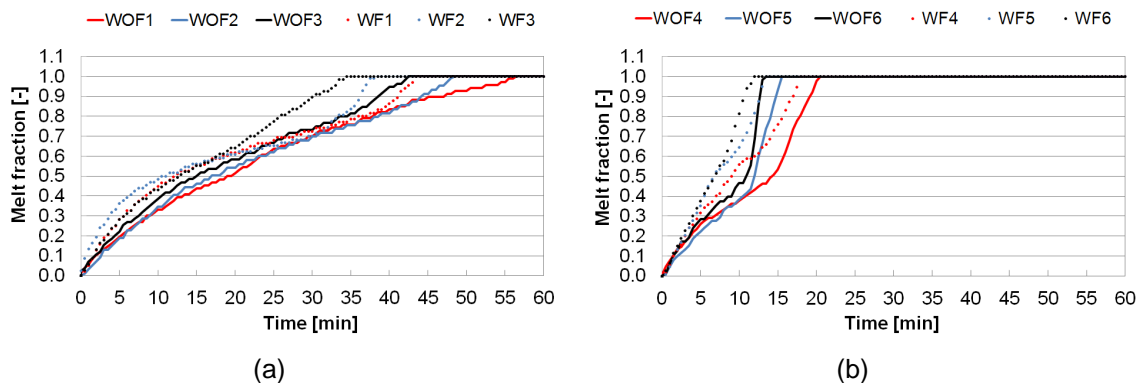 WOF1 WOF2 WOF3 WF1 WF2 WF3
1.1
1.0
0.9
0.8
0.7
0.6
0.5
0.4
0.3
0.2
0.1
0.0
Melt fraction [-]
0 5 10 15 20 25 30 35 40 45 50 55 60
Time [min]
(a)
WOF4 WOF5 WOF6 WF4 WF5 WF6
1.1
1.0
0.9
0.8
0.7
0.6
0.5
0.4
0.3
0.2
0.1
0.0
Melt fraction [-]
0 5 10 15 20 25 30 35 40 45 50 55 60
Time [min]
(b)